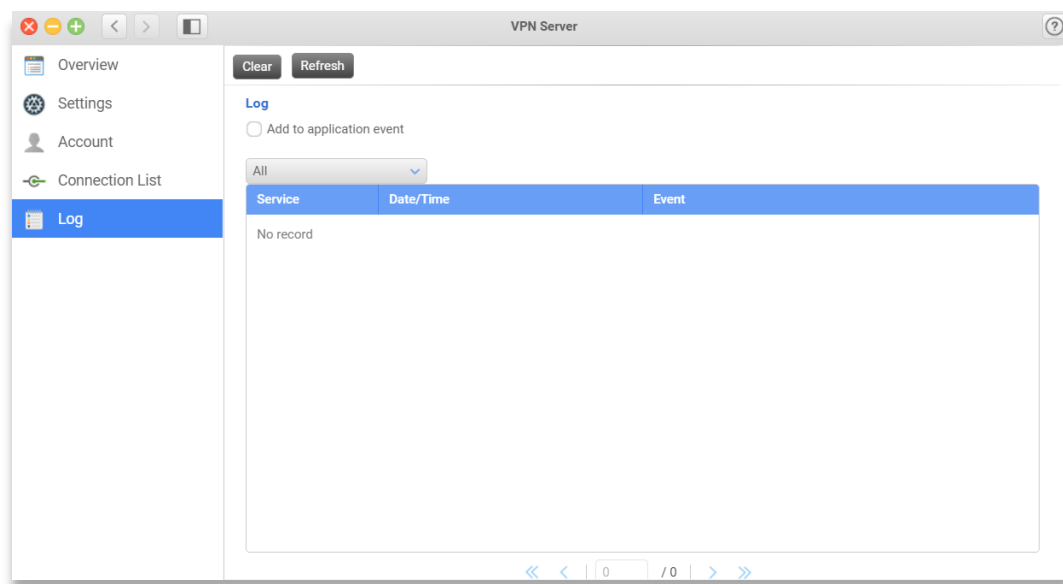 VPN Server
?
Overview
Settings
Account
Connection List
Log
Clear Refresh
Log
Add to application event
All
Service Date/Time Event
No record
0 / 0